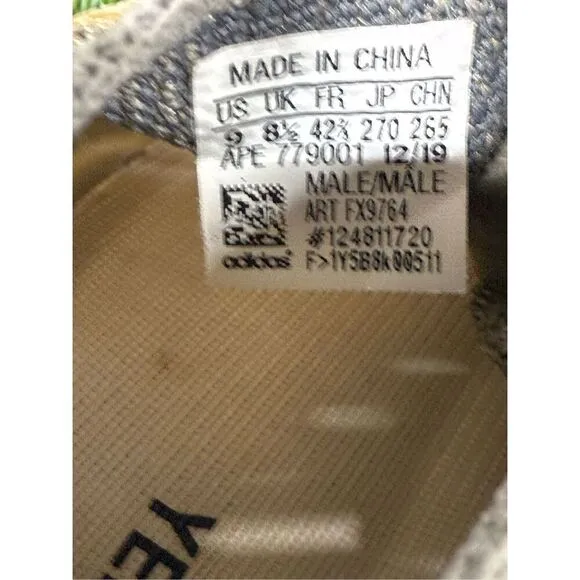 MADE IN CHINA
US UK FR JP CHN
9 8½ 42⅔ 270 265
APE 779001 12/19
MALE/MÂLE
ART FX9764
#124811720
adidas. F>1Y5B8k00511
YE